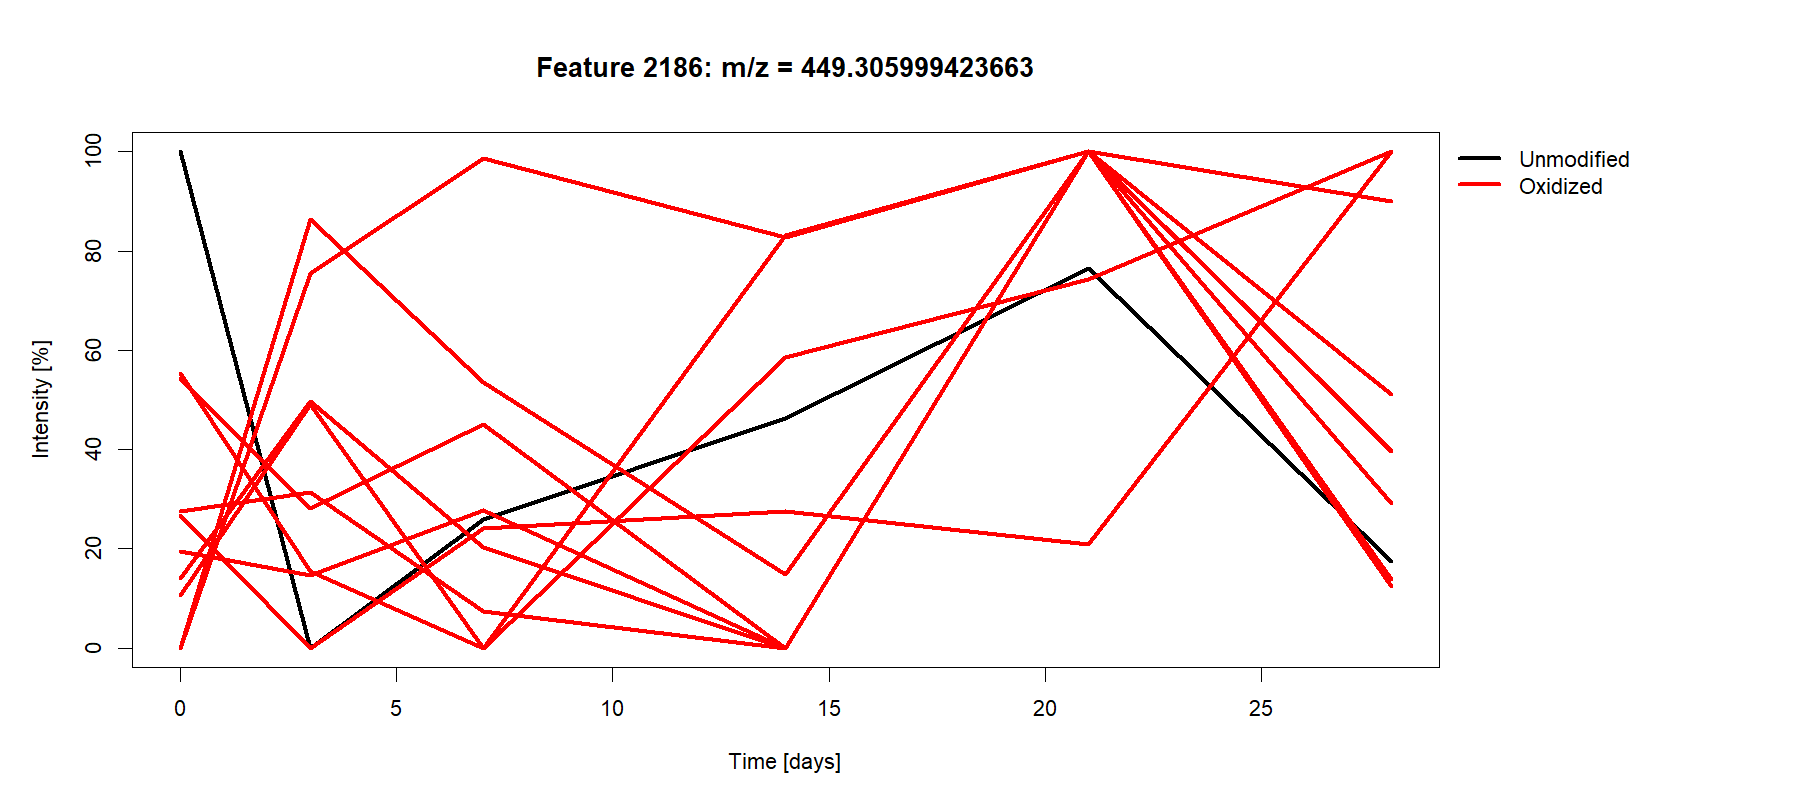 Feature 2186: m/z = 449.305999423663
Unmodified
Oxidized
Intensity [%]
100
80
60
40
20
0
0 5 10 15 20 25
Time [days]